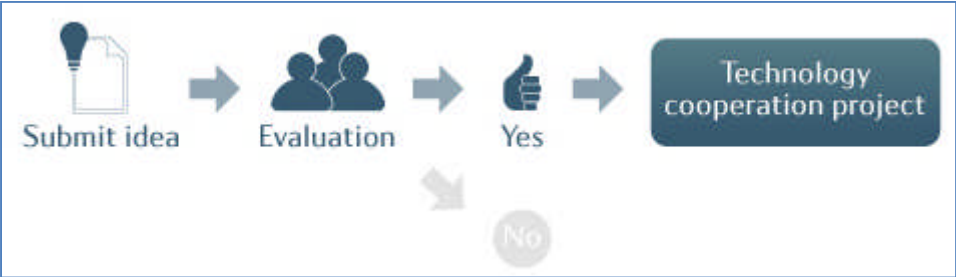 Submit idea
Evaluation
Yes
Technology
cooperation project
No